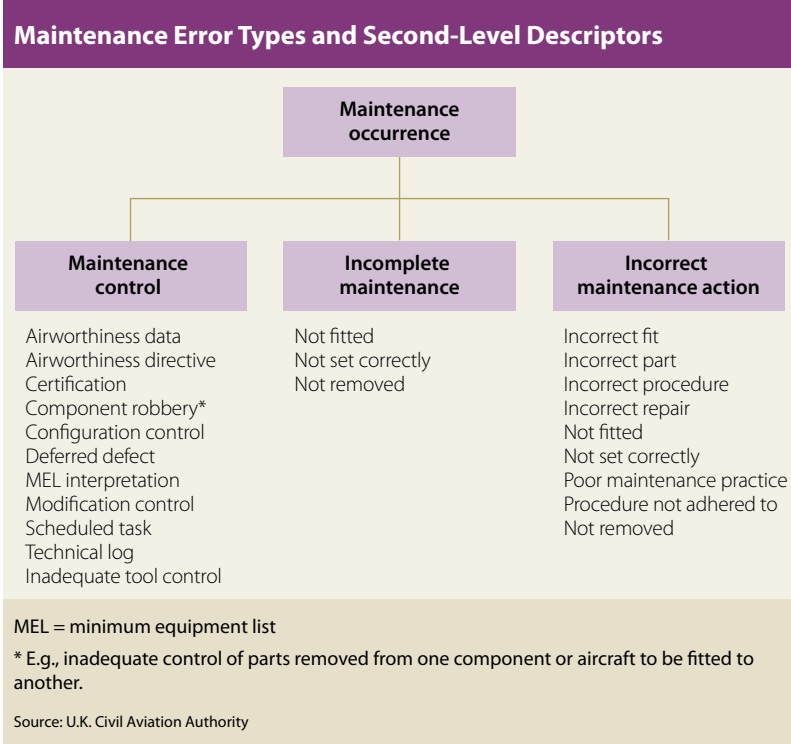 Maintenance Error Types and Second-Level Descriptors
Maintenance
occurrence
Maintenance
control
Airworthiness data
Airworthiness directive
Certification
Component robbery*
Configuration control
Deferred defect
MEL interpretation
Modification control
Scheduled task
Technical log
Inadequate tool control
Incomplete
maintenance
Not fitted
Not set correctly
Not removed
Incorrect
maintenance action
Incorrect fit
Incorrect part
Incorrect procedure
Incorrect repair
Not fitted
Not set correctly
Poor maintenance practice
Procedure not adhered to
Not removed
MEL = minimum equipment list
* E.g., inadequate control of parts removed from one component or aircraft to be fitted to
another.
Source: U.K. Civil Aviation Authority